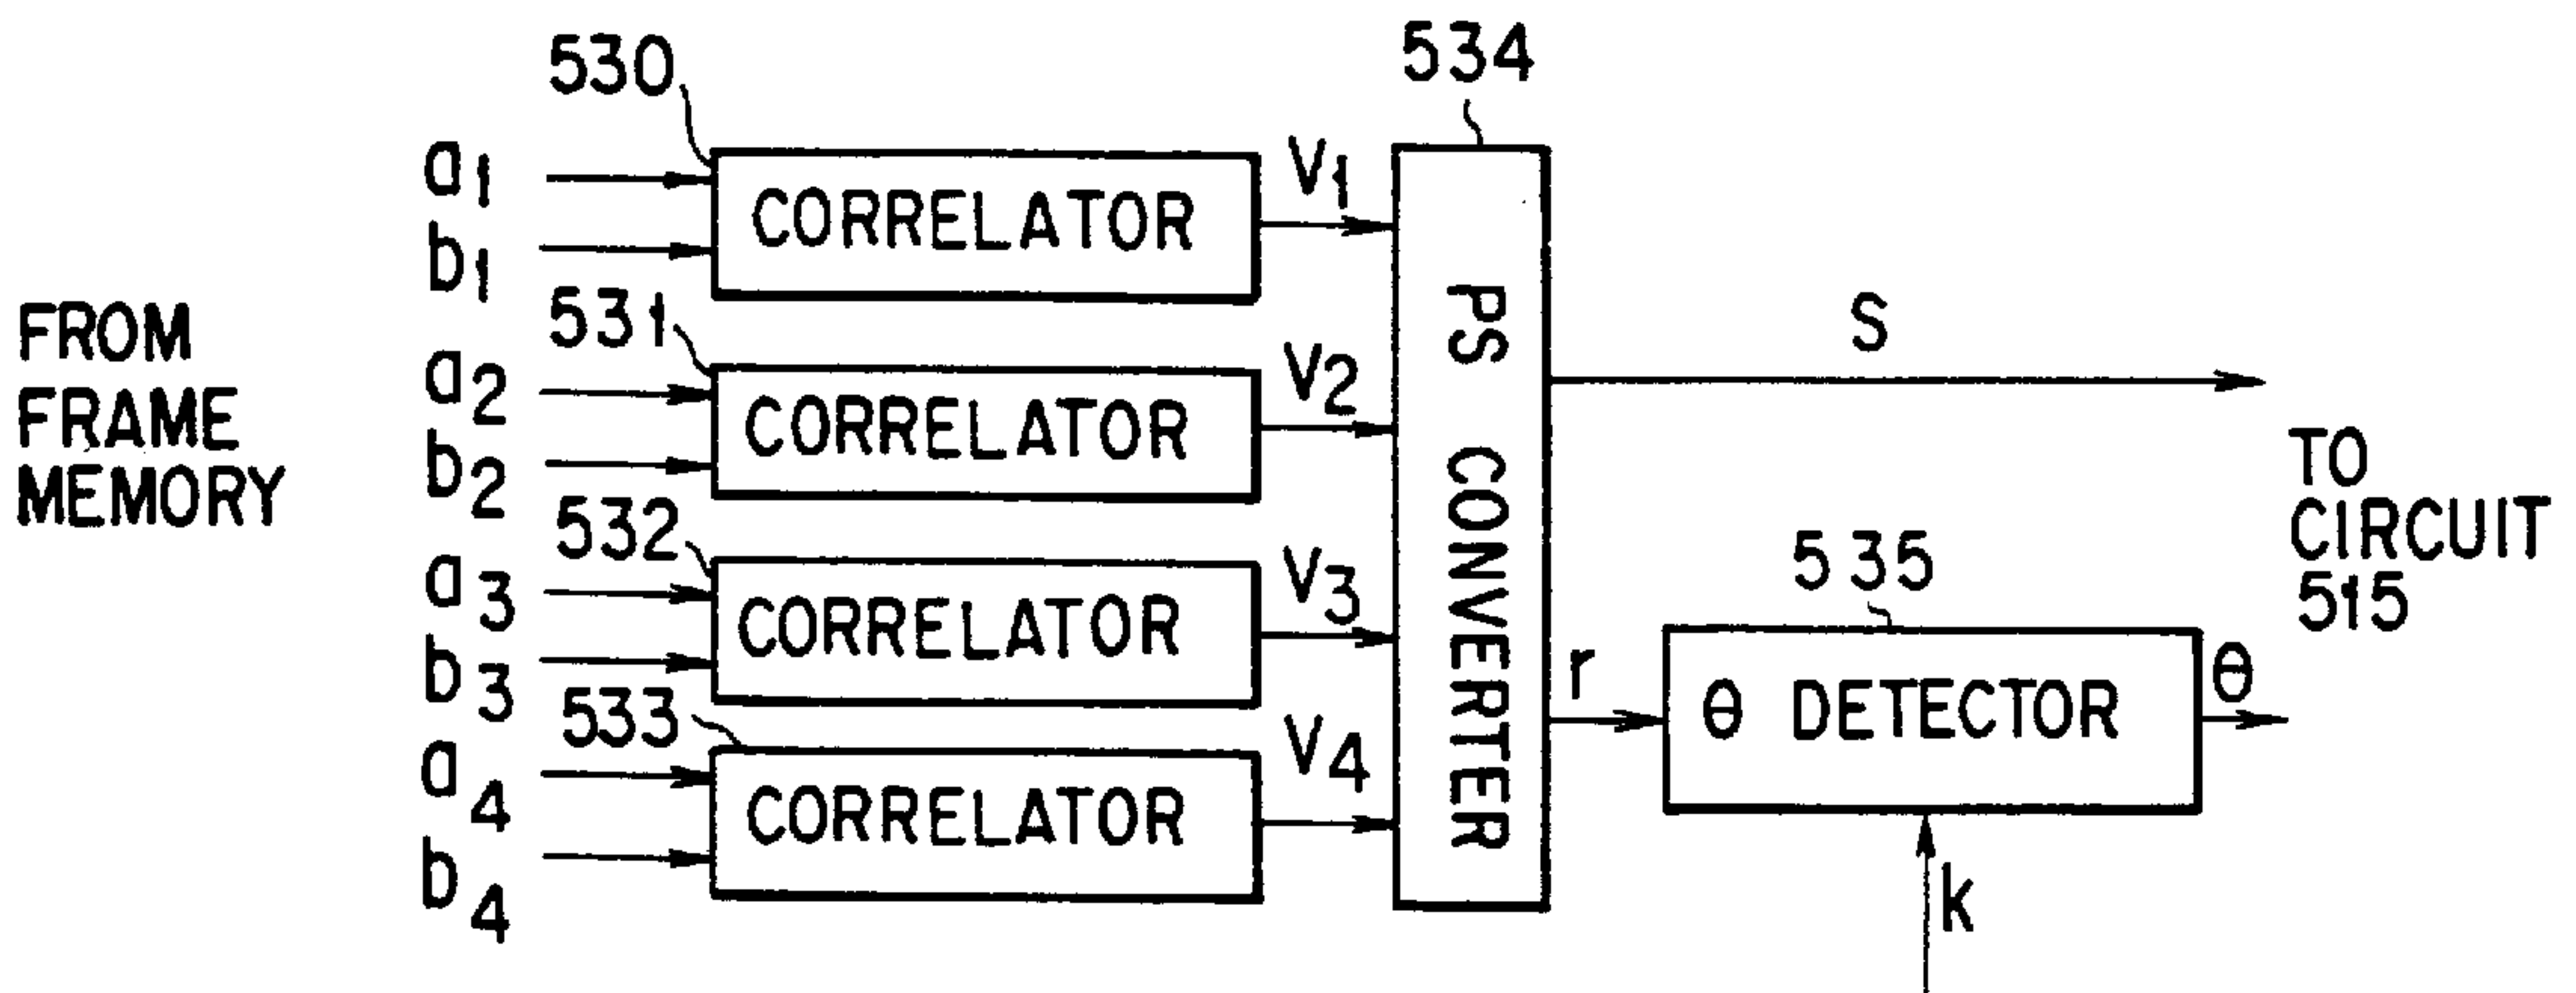 530
534
a1
b1
CORRELATOR
V1
FROM
FRAME
MEMORY
531
a2
b2
CORRELATOR
V2
PS CONVERTER
S
532
a3
b3
CORRELATOR
V3
TO
CIRCUIT
515
533
a4
b4
CORRELATOR
V4
r
535
θ DETECTOR
θ
k